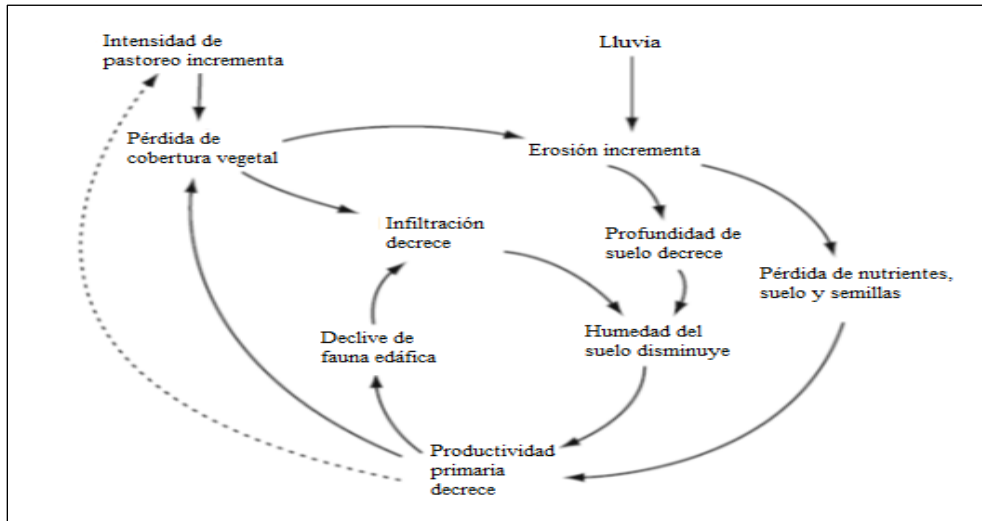 Intensidad de
pastoreo incrementa
Lluvia
Pérdida de
cobertura vegetal
Erosión incrementa
Infiltración
decrece
Profundidad de
suelo decrece
Pérdida de nutrientes,
suelo y semillas
Declive de
fauna edáfica
Humedad del
suelo disminuye
Productividad
primaria
decrece